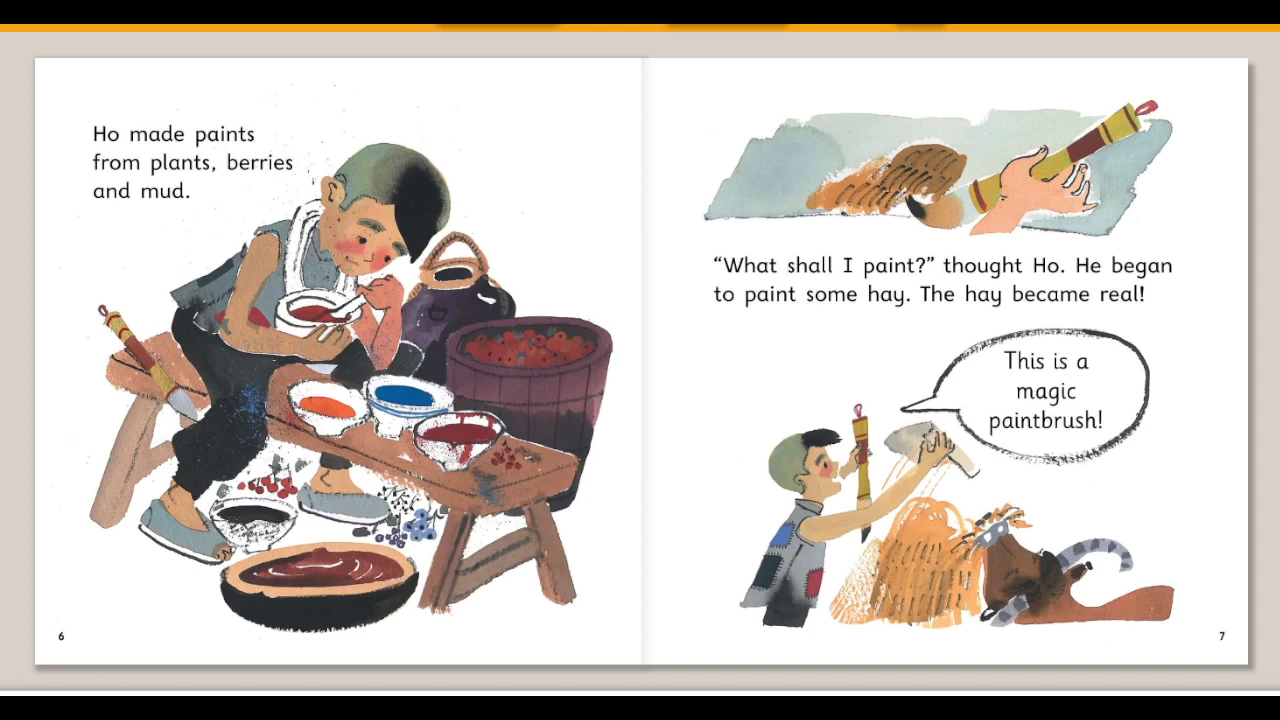 Ho made paints
from plants, berries
and mud.
6
“What shall I paint?” thought Ho. He began
to paint some hay. The hay became real!
This is a
magic
paintbrush!
7